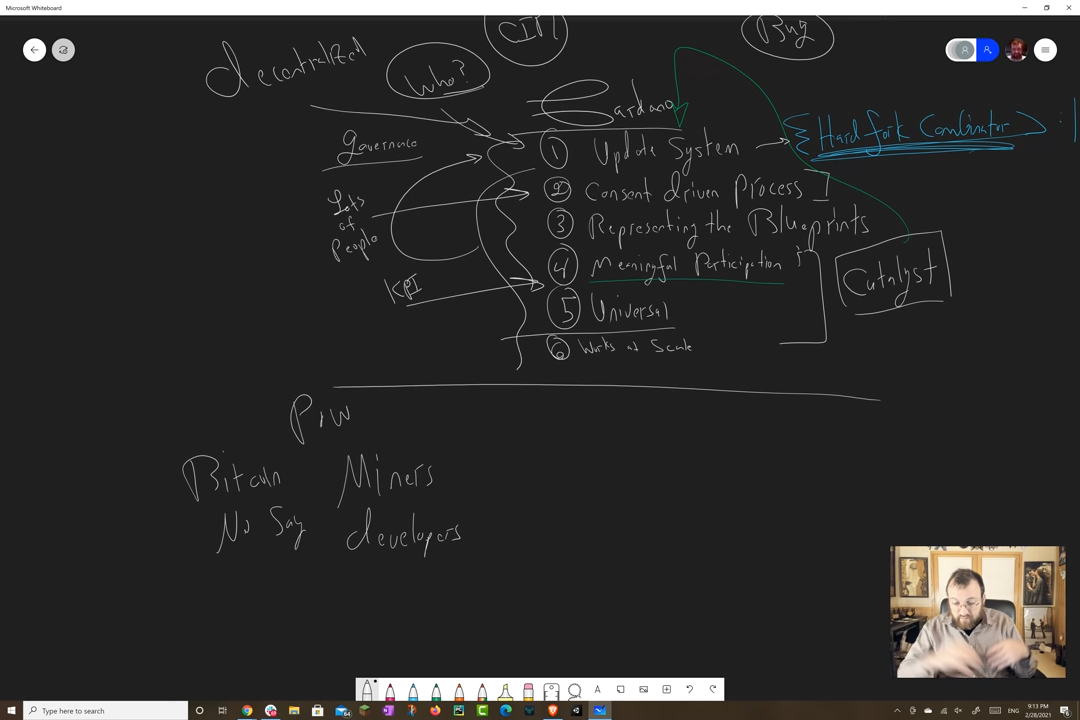 Microsoft Whiteboard
CIP
Bug
decentralized
Who?
Cardano
Hard fork Combinator
governance
① Update System
② Consent driven Process
Lots
of
People
③ Representing the Blueprints
④ Meaningful Participation
Catalyst
KPI
⑤ Universal
⑥ Works at Scale
Bitcoin Miners
No Say developers
64
A
Type here to search
ENG
9:13 PM
2/28/2021
6